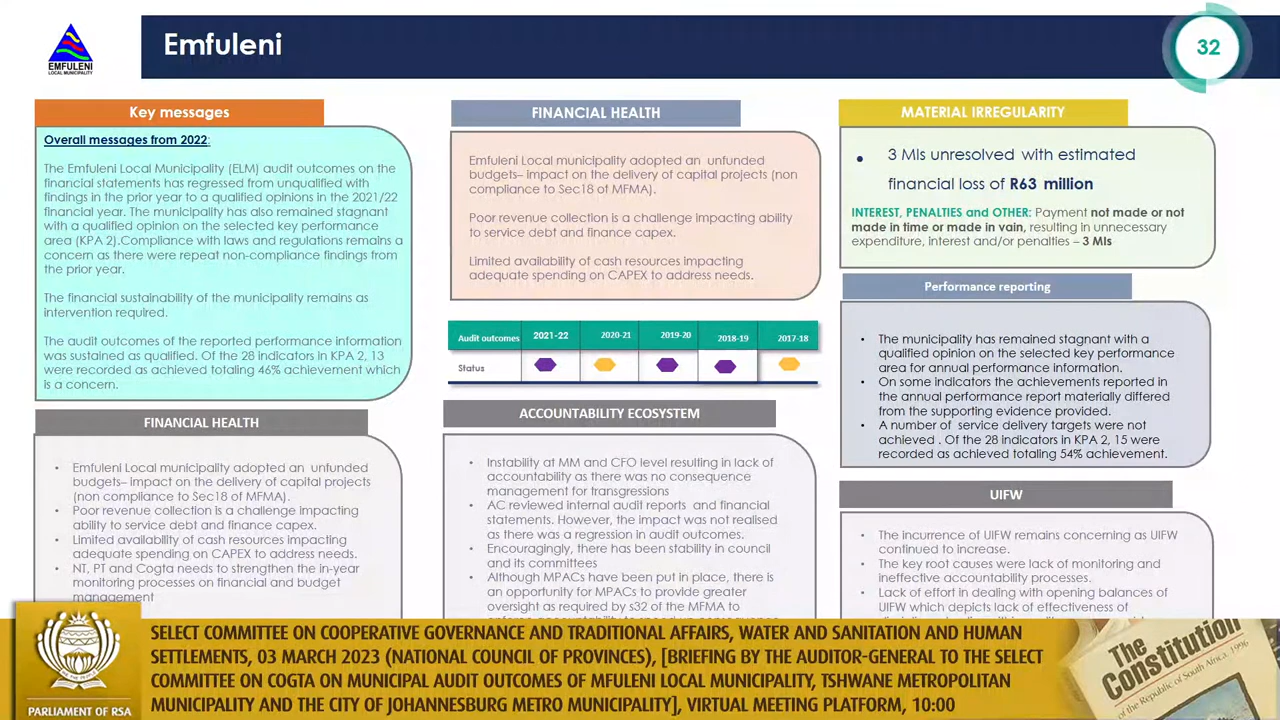 EMFULENI
LOCAL MUNICIPALITY
Emfuleni
32
Key messages
Overall messages from 2022:
The Emfuleni Local Municipality (ELM) audit outcomes on the
financial statements has regressed from unqualified with
findings in the prior year to a qualified opinions in the 2021/22
financial year. The municipality has also remained stagnant
with a qualified opinion on the selected key performance
area (KPA 2).Compliance with laws and regulations remains a
concern as there were repeat non-compliance findings from
the prior year.
The financial sustainability of the municipality remains as
intervention required.
The audit outcomes of the reported performance information
was sustained as qualified. Of the 28 indicators in KPA 2, 13
were recorded as achieved totaling 46% achievement which
is a concern.
FINANCIAL HEALTH
• Emfuleni Local municipality adopted an unfunded
budgets– impact on the delivery of capital projects
(non compliance to Sec18 of MFMA).
• Poor revenue collection is a challenge impacting
ability to service debt and finance capex.
• Limited availability of cash resources impacting
adequate spending on CAPEX to address needs.
• NT, PT and Cogta needs to strengthen the in-year
monitoring processes on financial and budget
management
FINANCIAL HEALTH
Emfuleni Local municipality adopted an unfunded
budgets– impact on the delivery of capital projects (non
compliance to Sec18 of MFMA).
Poor revenue collection is a challenge impacting ability
to service debt and finance capex.
Limited availability of cash resources impacting
adequate spending on CAPEX to address needs.
Audit outcomes 2021-22 2020-21 2019-20 2018-19 2017-18
Status
ACCOUNTABILITY ECOSYSTEM
• Instability at MM and CFO level resulting in lack of
accountability as there was no consequence
management for transgressions
• AC reviewed internal audit reports and financial
statements. However, the impact was not realised
as there was a regression in audit outcomes.
• Encouragingly, there has been stability in council
and its committees
• Although MPACs have been put in place, there is
an opportunity for MPACs to provide greater
oversight as required by s32 of the MFMA to
MATERIAL IRREGULARITY
• 3 MIs unresolved with estimated
financial loss of R63 million
INTEREST, PENALTIES and OTHER: Payment not made or not
made in time or made in vain, resulting in unnecessary
expenditure, interest and/or penalties – 3 MIs
Performance reporting
• The municipality has remained stagnant with a
qualified opinion on the selected key performance
area for annual performance information.
• On some indicators the achievements reported in
the annual performance report materially differed
from the supporting evidence provided.
• A number of service delivery targets were not
achieved . Of the 28 indicators in KPA 2, 15 were
recorded as achieved totaling 54% achievement.
UIFW
• The incurrence of UIFW remains concerning as UIFW
continued to increase.
• The key root causes were lack of monitoring and
ineffective accountability processes.
• Lack of effort in dealing with opening balances of
UIFW which depicts lack of effectiveness of
PARLIAMENT OF RSA
SELECT COMMITTEE ON COOPERATIVE GOVERNANCE AND TRADITIONAL AFFAIRS, WATER AND SANITATION AND HUMAN
SETTLEMENTS, 03 MARCH 2023 (NATIONAL COUNCIL OF PROVINCES), [BRIEFING BY THE AUDITOR-GENERAL TO THE SELECT
COMMITTEE ON COGTA ON MUNICIPAL AUDIT OUTCOMES OF MFULENI LOCAL MUNICIPALITY, TSHWANE METROPOLITAN
MUNICIPALITY AND THE CITY OF JOHANNESBURG METRO MUNICIPALITY], VIRTUAL MEETING PLATFORM, 10:00
The
Constitution
of the Republic of South Africa, 1996